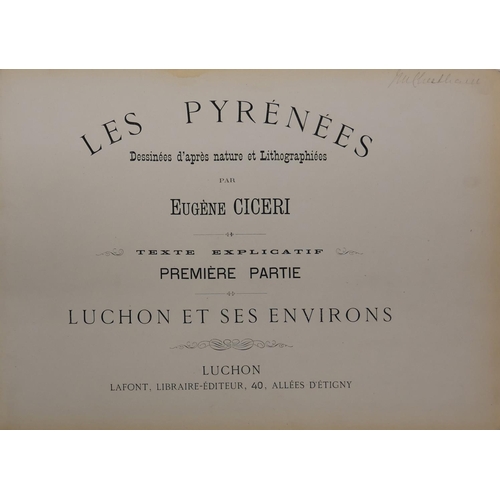 LES PYRÉNÉES
Dessinées d'après nature et Lithographiées
PAR
EUGÈNE CICERI
TEXTE EXPLICATIF
PREMIÈRE PARTIE
LUCHON ET SES ENVIRONS
LUCHON
LAFONT, LIBRAIRE-ÉDITEUR, 40, ALLÉES D'ÉTIGNY